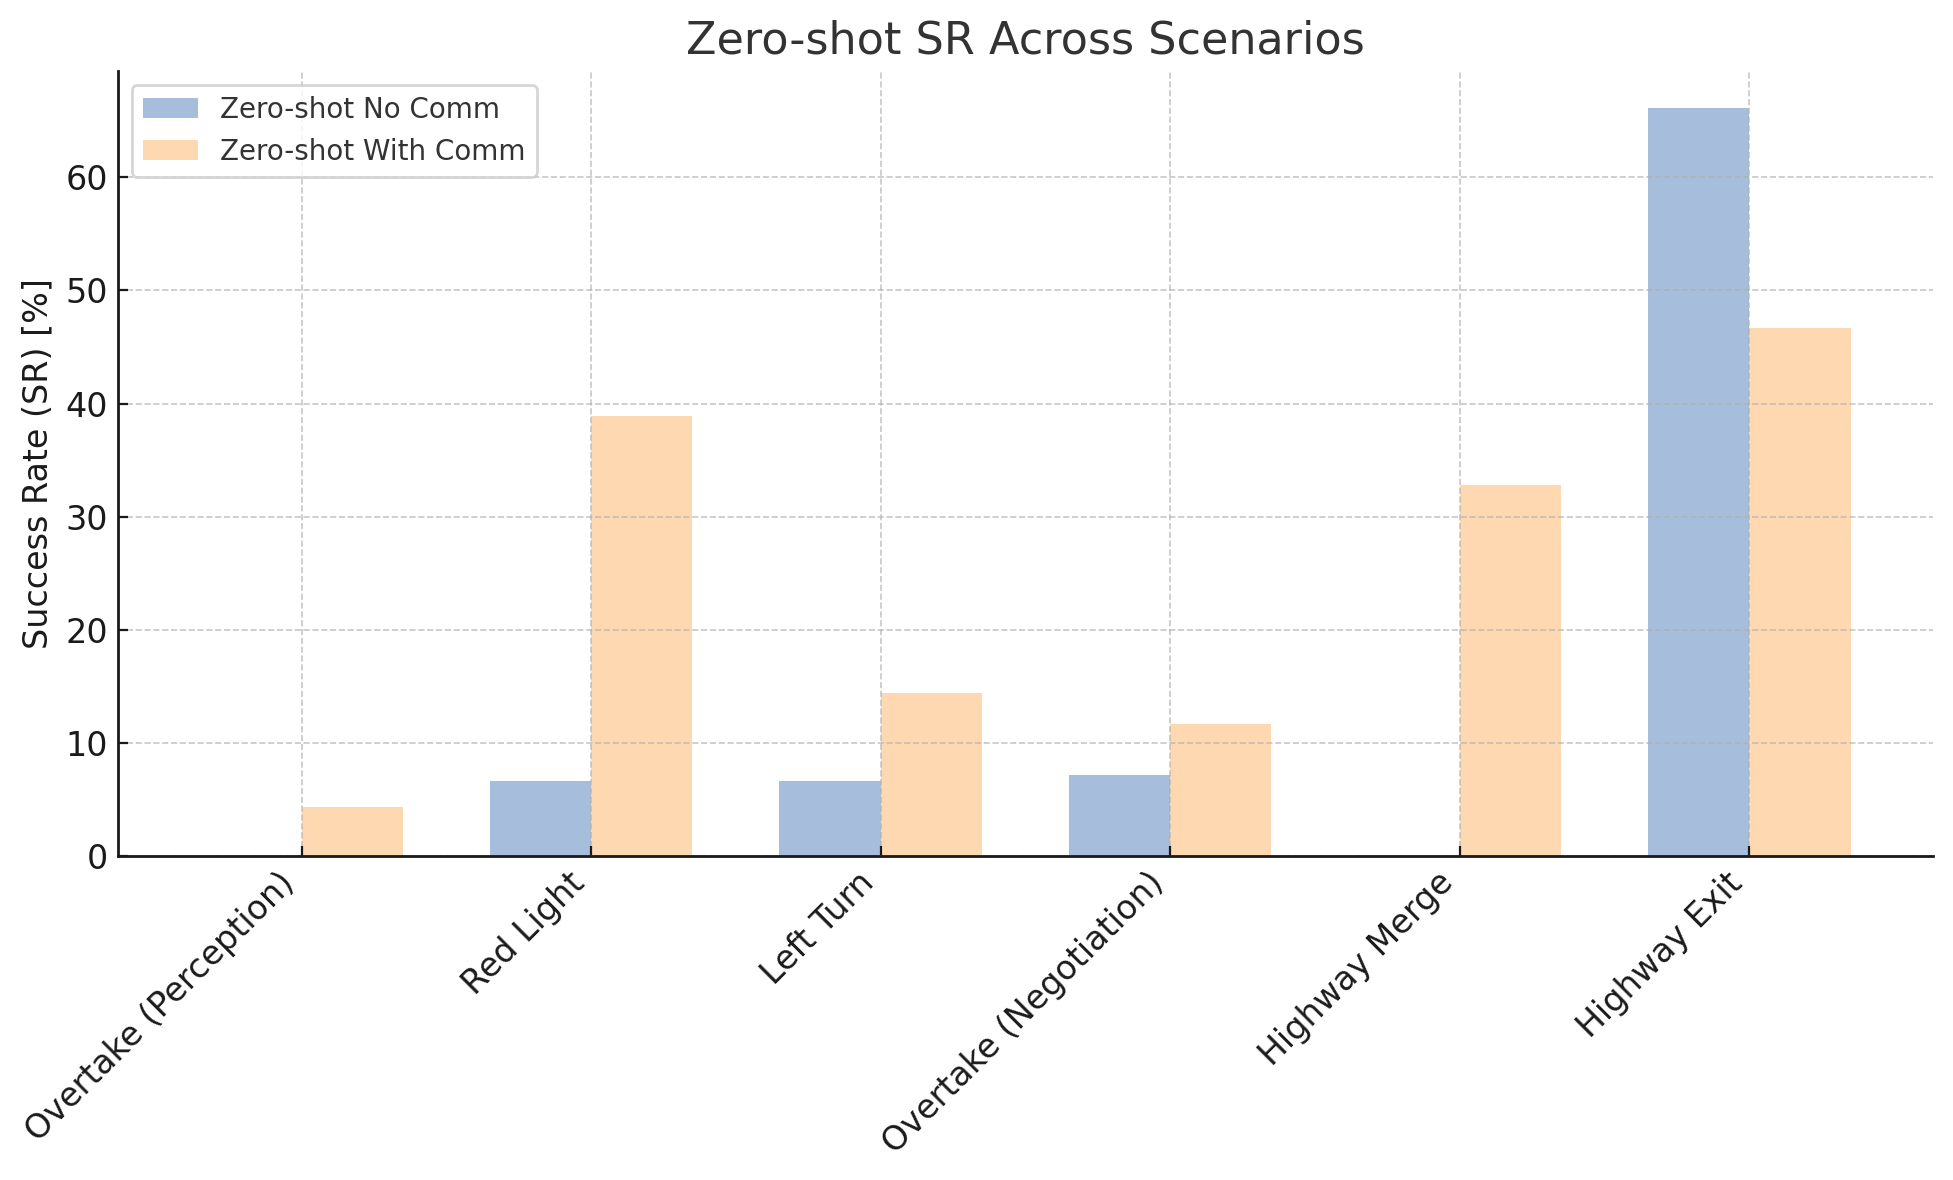 Zero-shot SR Across Scenarios
Zero-shot No Comm
Zero-shot With Comm
Success Rate (SR) [%]
60
50
40
30
20
10
0
Overtake (Perception)
Red Light
Left Turn
Overtake (Negotiation)
Highway Merge
Highway Exit